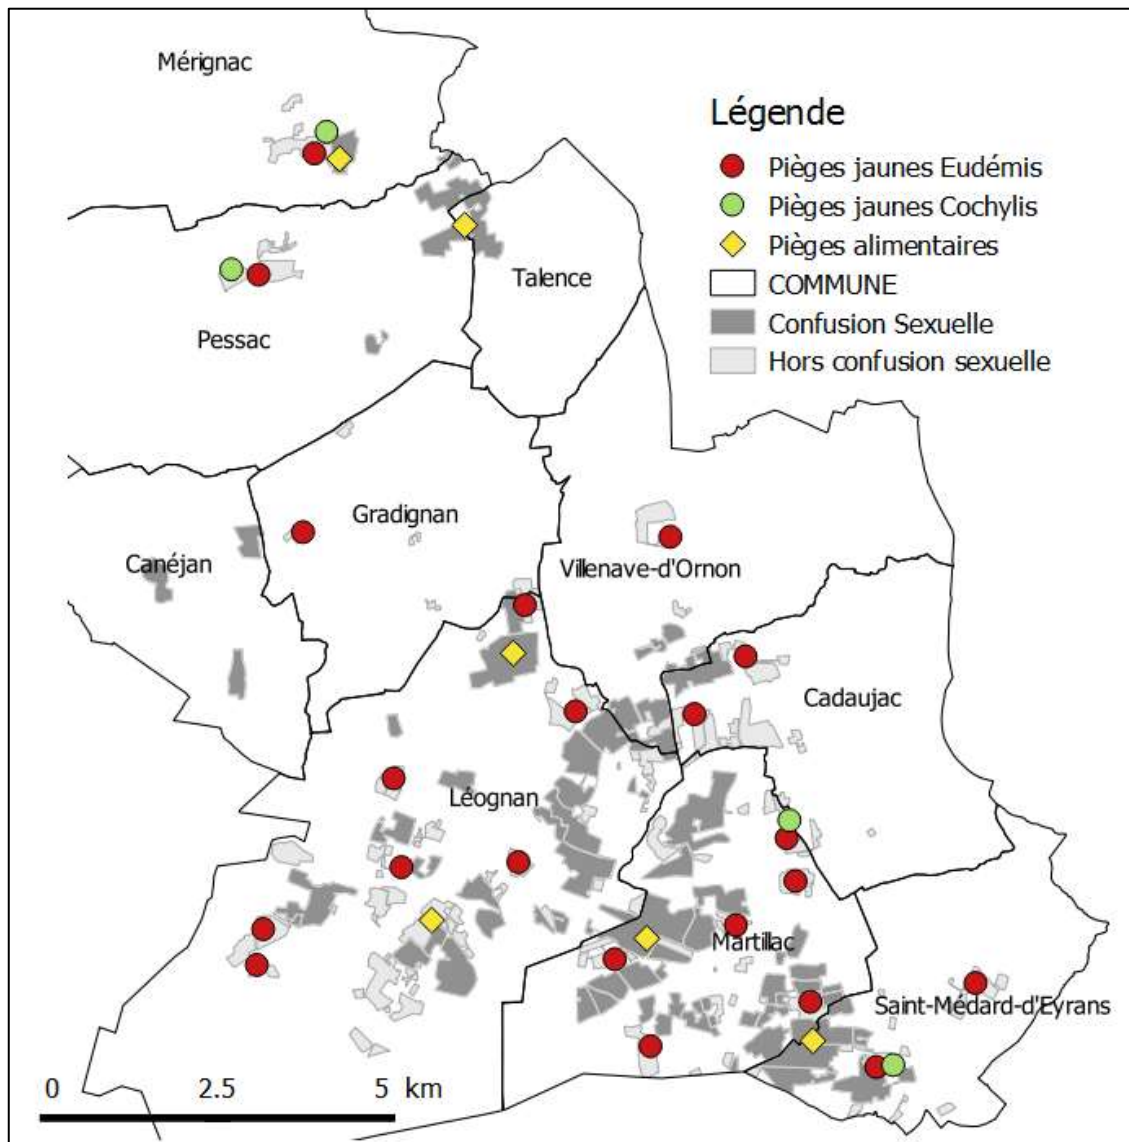 Mérignac
Légende
Pièges jaunes Eudémis
Pièges jaunes Cochylis
Pièges alimentaires
COMMUNE
Confusion Sexuelle
Hors confusion sexuelle
Talence
Pessac
Gradignan
Canéjan
Villenave-d'Ornon
Cadaujac
Léognan
Martillac
Saint-Médard-d'Eyrans
0 2.5 5 km